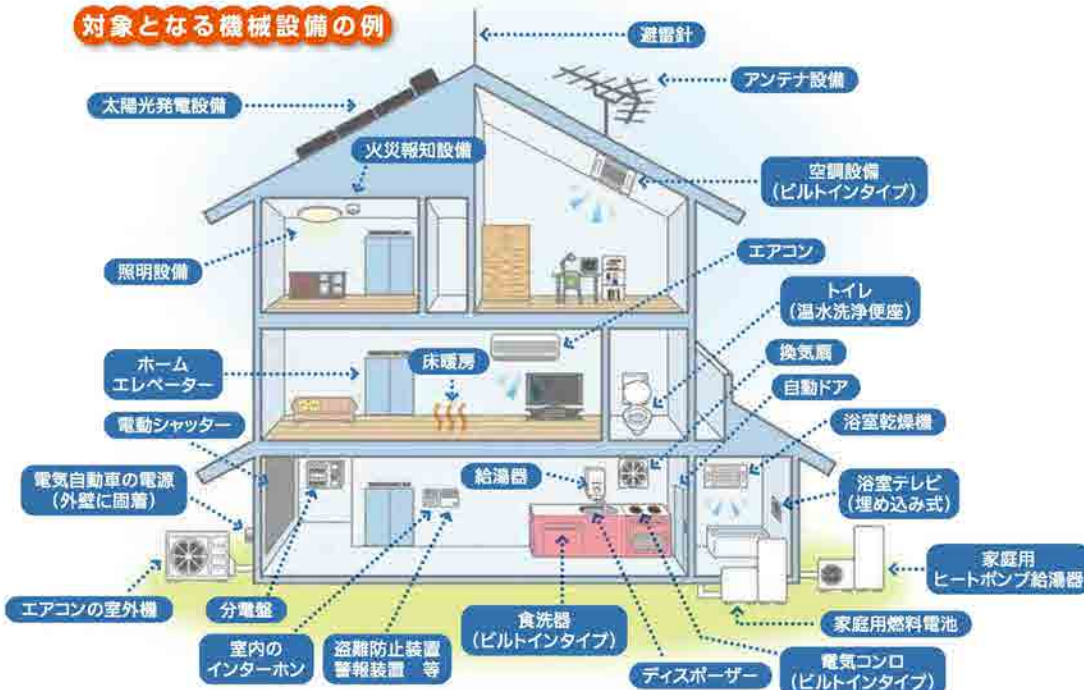 対象となる機械設備の例
避雷針
アンテナ設備
太陽光発電設備
火災報知設備
空調設備
(ビルトインタイプ)
照明設備
エアコン
トイレ
(温水洗浄便座)
ホーム
エレベーター
床暖房
換気扇
自動ドア
電動シャッター
浴室乾燥機
電気自動車の電源
(外壁に固着)
給湯器
浴室テレビ
(埋め込み式)
家庭用
ヒートポンプ給湯器
エアコンの室外機
分電盤
室内の
インターホン
盗難防止装置
警報装置 等
食洗器
(ビルトインタイプ)
ディスポーザー
電気コンロ
(ビルトインタイプ)
家庭用燃料電池